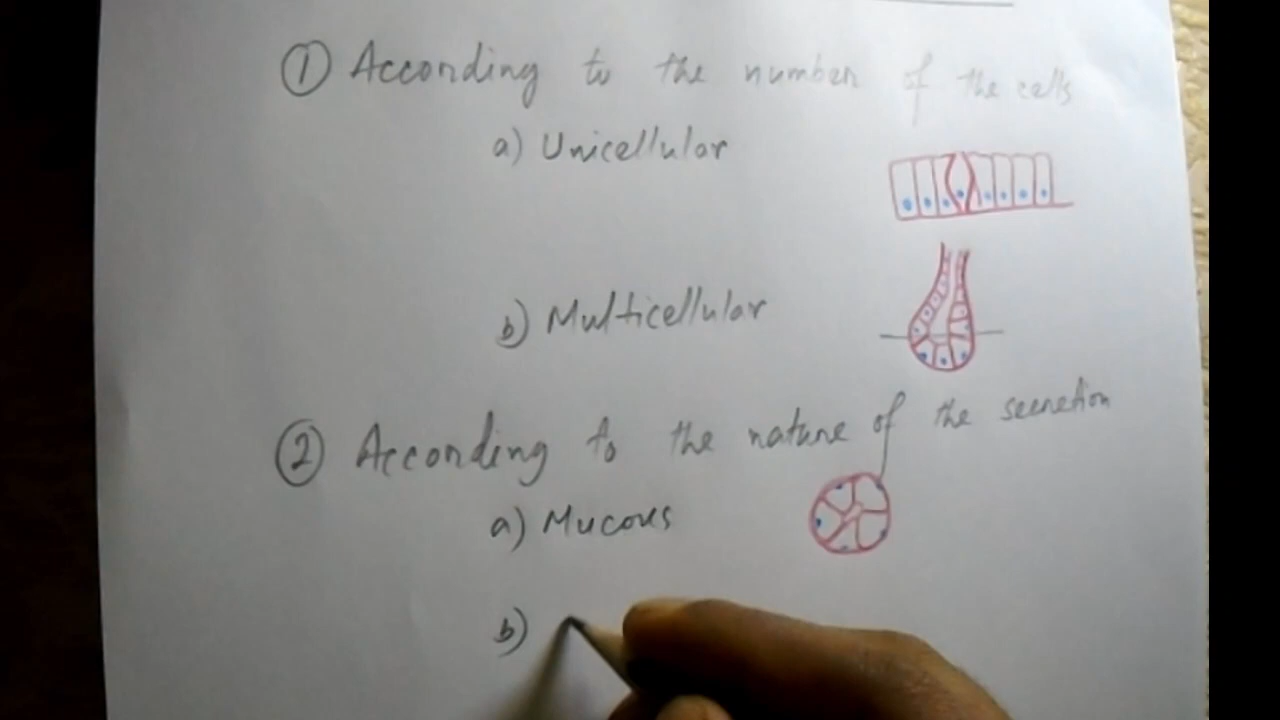 ① According to the number of the cells
a) Unicellular
b) Multicellular
② According to the nature of the secretion
a) Mucous
b)